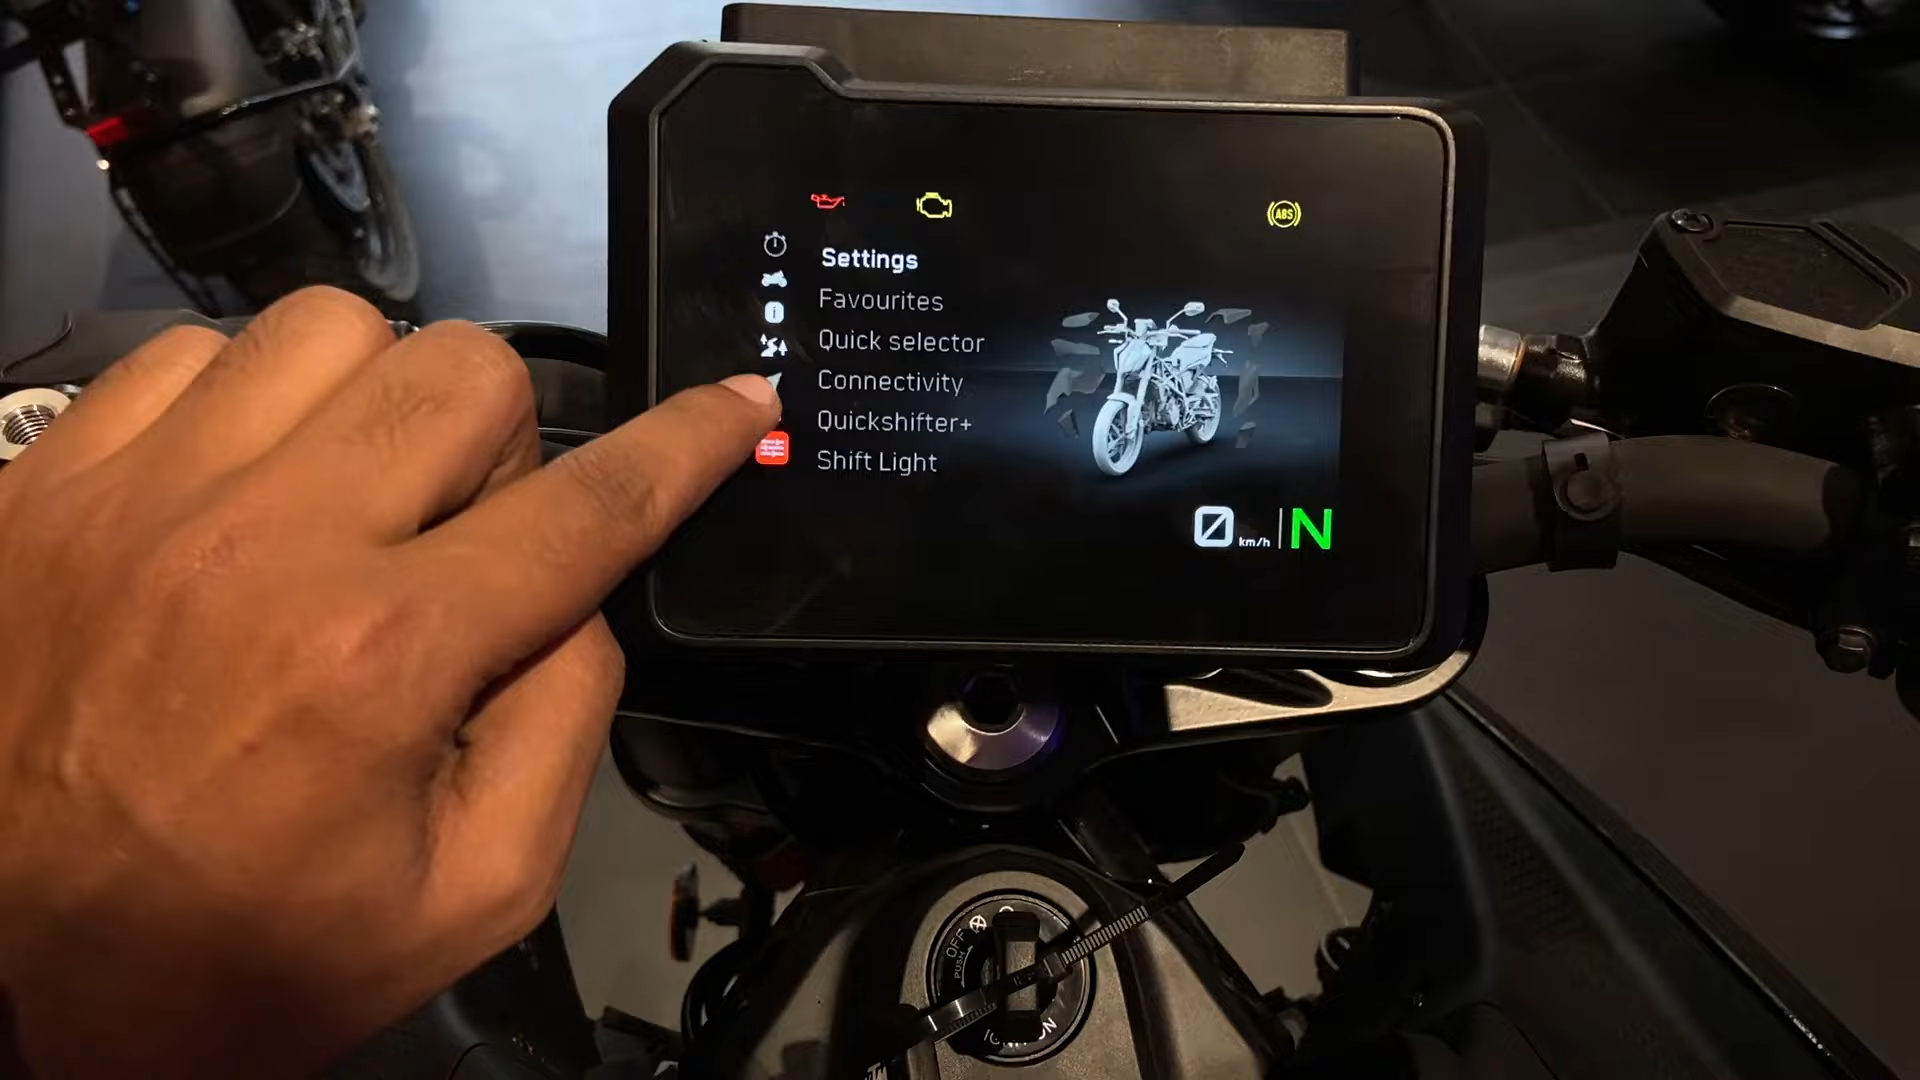 ABS
Settings
Favourites
Quick selector
Connectivity
Quickshifter+
Shift Light
0 km/h N
OFF
PUSH